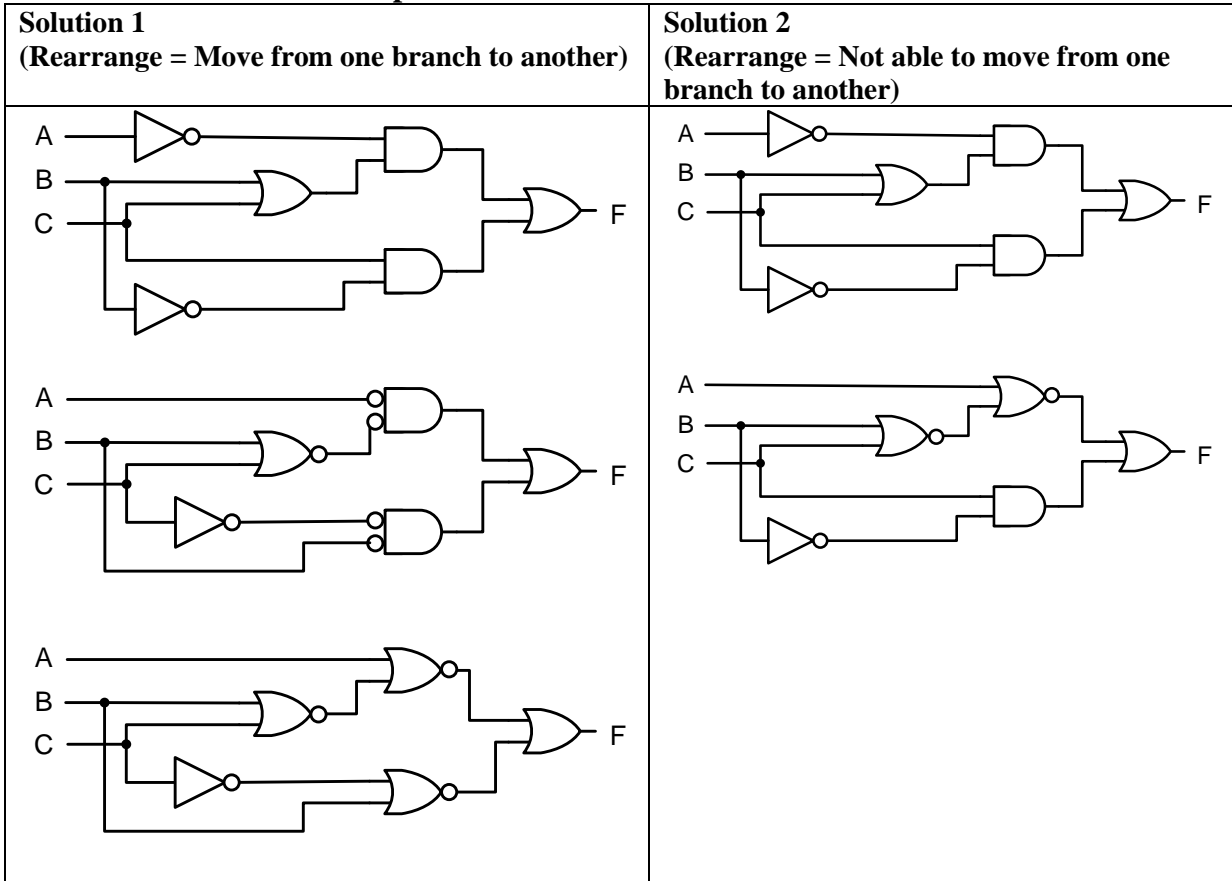 Solution 1
(Rearrange = Move from one branch to another)
Solution 2
(Rearrange = Not able to move from one
branch to another)
A
B
C
F
A
B
C
F
A
B
C
F
A
B
C
F
A
B
C
F